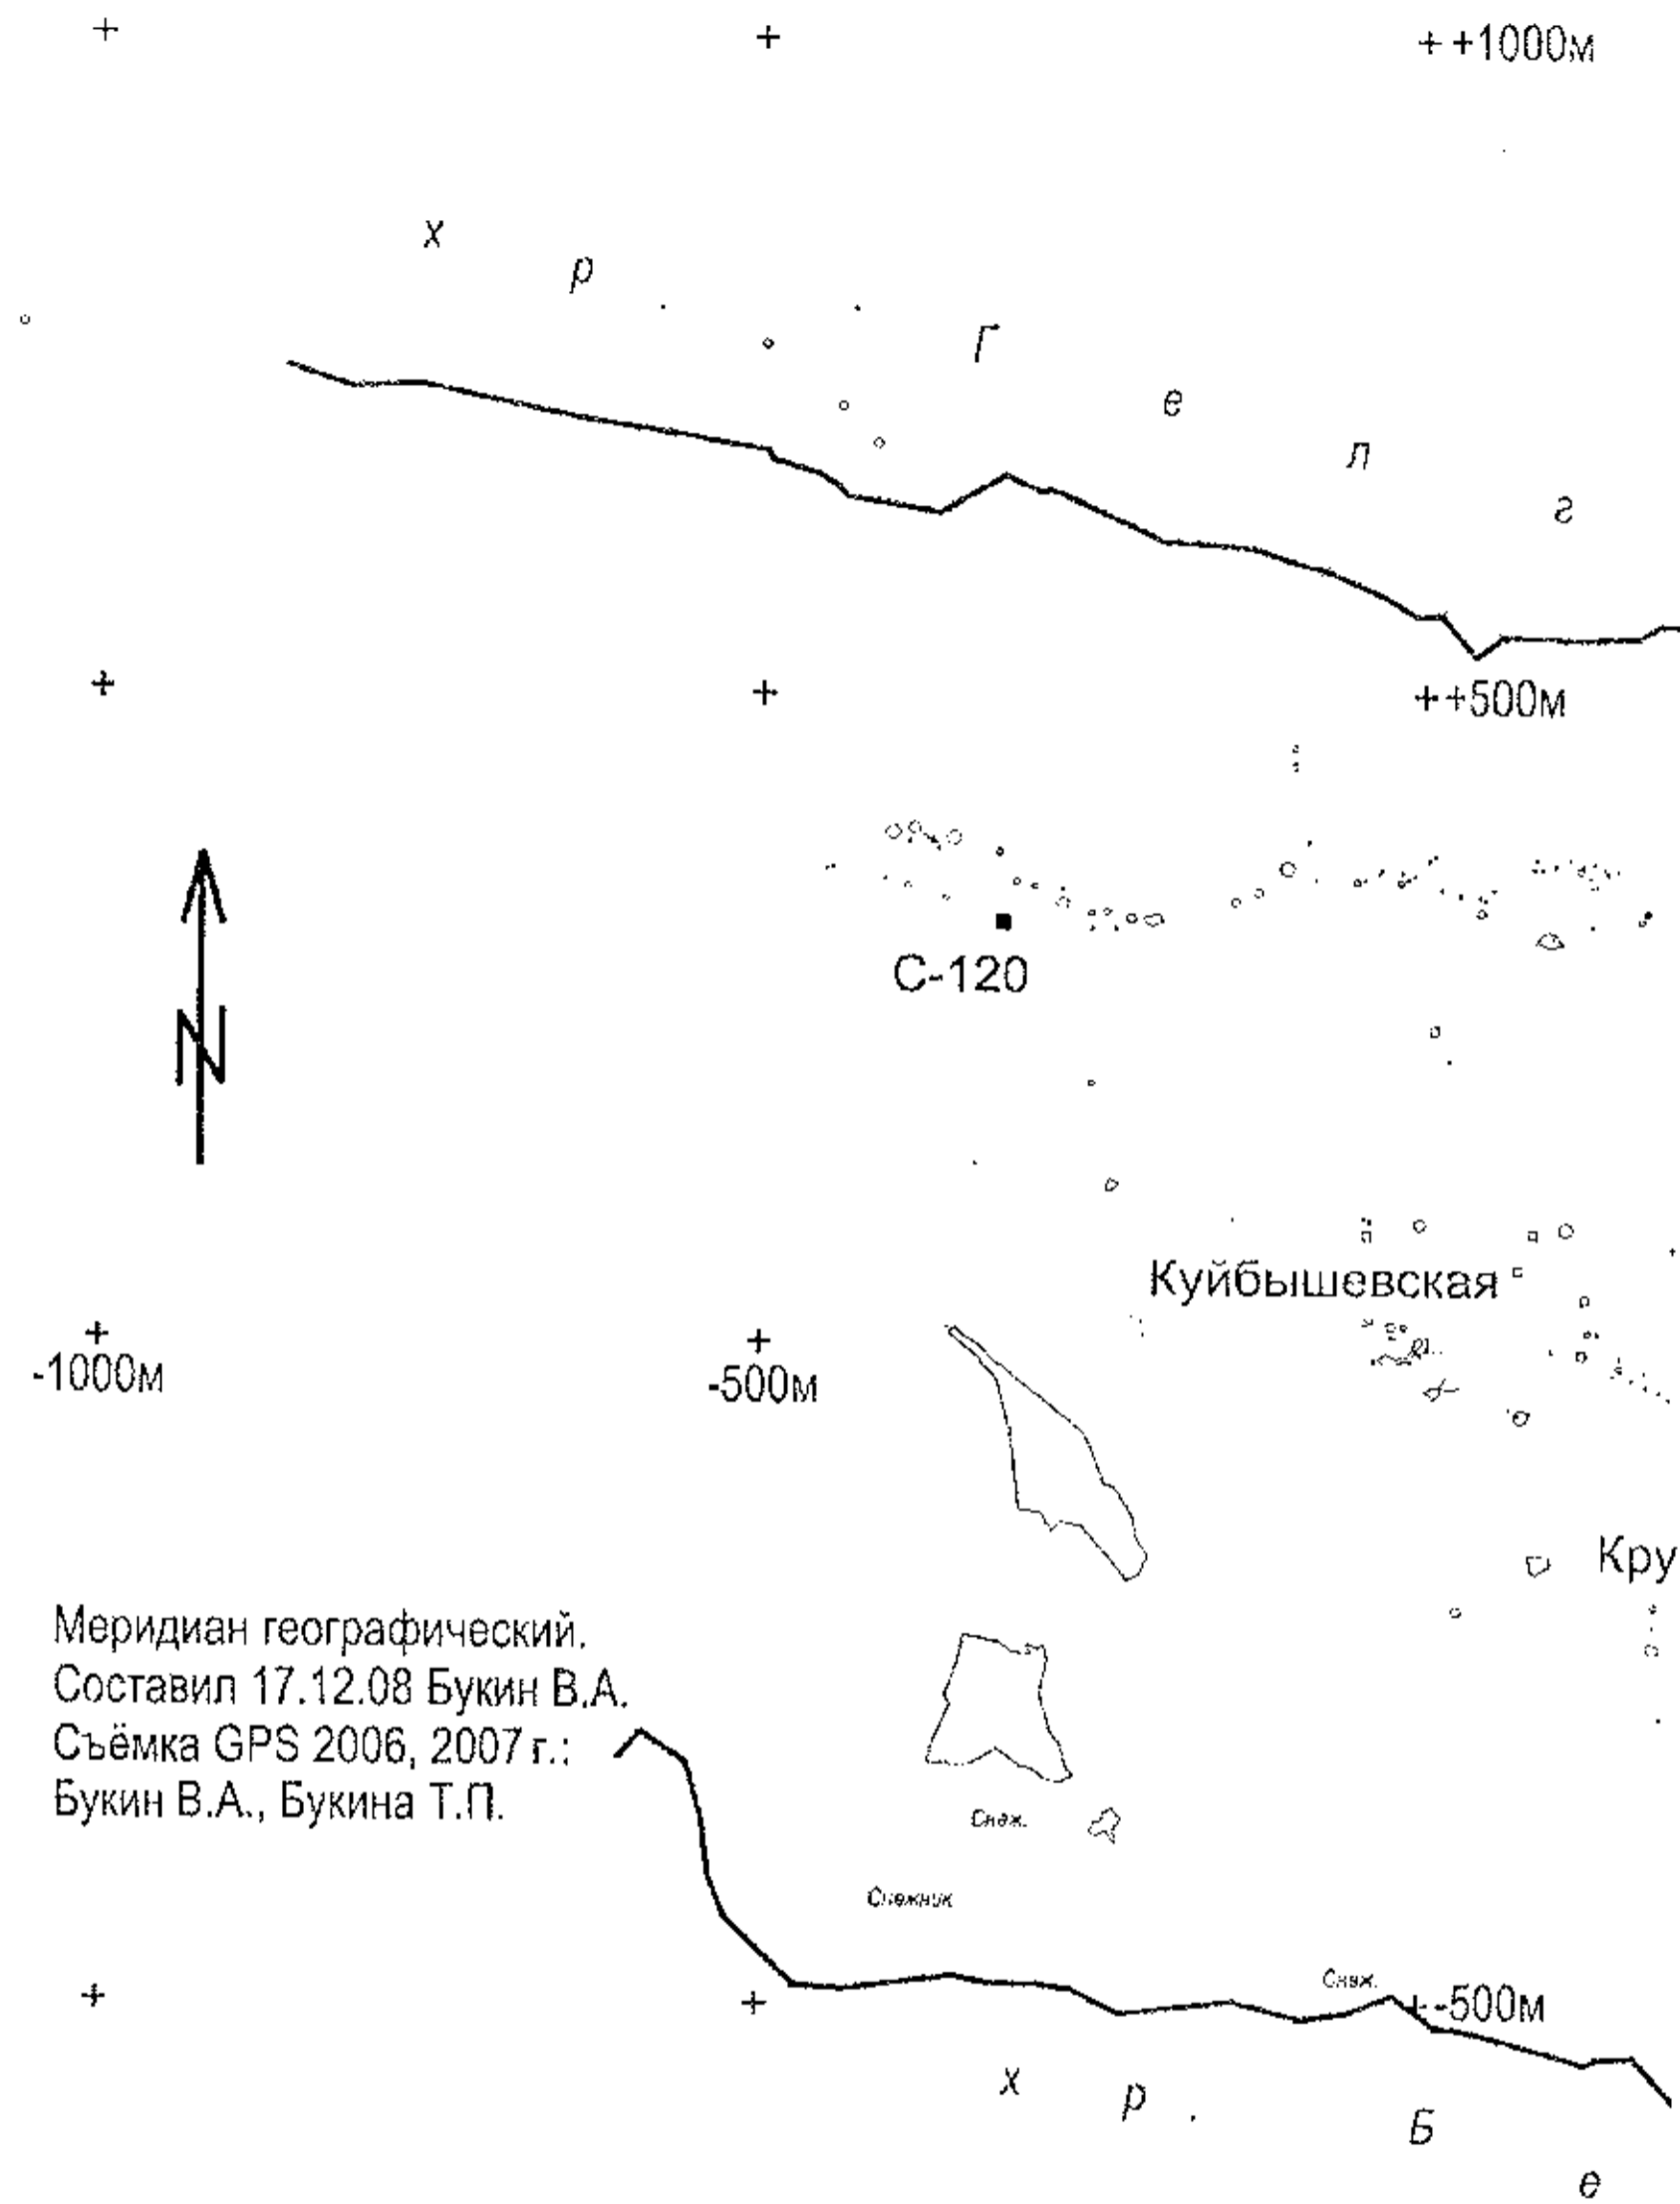 +1000м
х р Г е л г
+500м
С-120
N
Куйбышевская
-1000м
-500м
Кру
Меридиан географический.
Составил 17.12.08 Букин В.А.
Съёмка GPS 2006, 2007 г.:
Букин В.А., Букина Т.П.
Снеж.
Снежник
Снеж.
-500м
х р . Б е